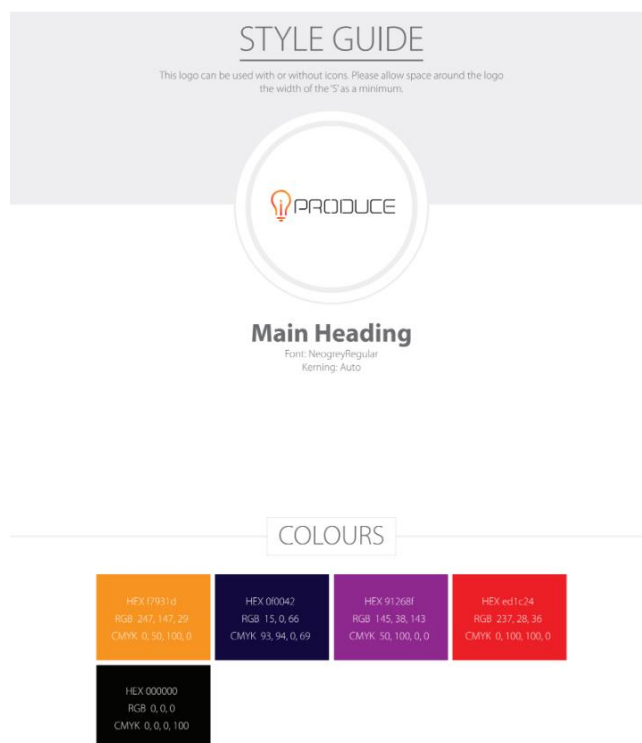 STYLE GUIDE
This logo can be used with or without icons. Please allow space around the logo
the width of the 'S' as a minimum.
iPRODUCE
Main Heading
Font: NeogreyRegular
Kerning: Auto
COLOURS
HEX f7931d
RGB 247, 147, 29
CMYK 0, 50, 100, 0
HEX 0f0042
RGB 15, 0, 66
CMYK 93, 94, 0, 69
HEX 91268f
RGB 145, 38, 143
CMYK 50, 100, 0, 0
HEX ed1c24
RGB 237, 28, 36
CMYK 0, 100, 100, 0
HEX 000000
RGB 0, 0, 0
CMYK 0, 0, 0, 100